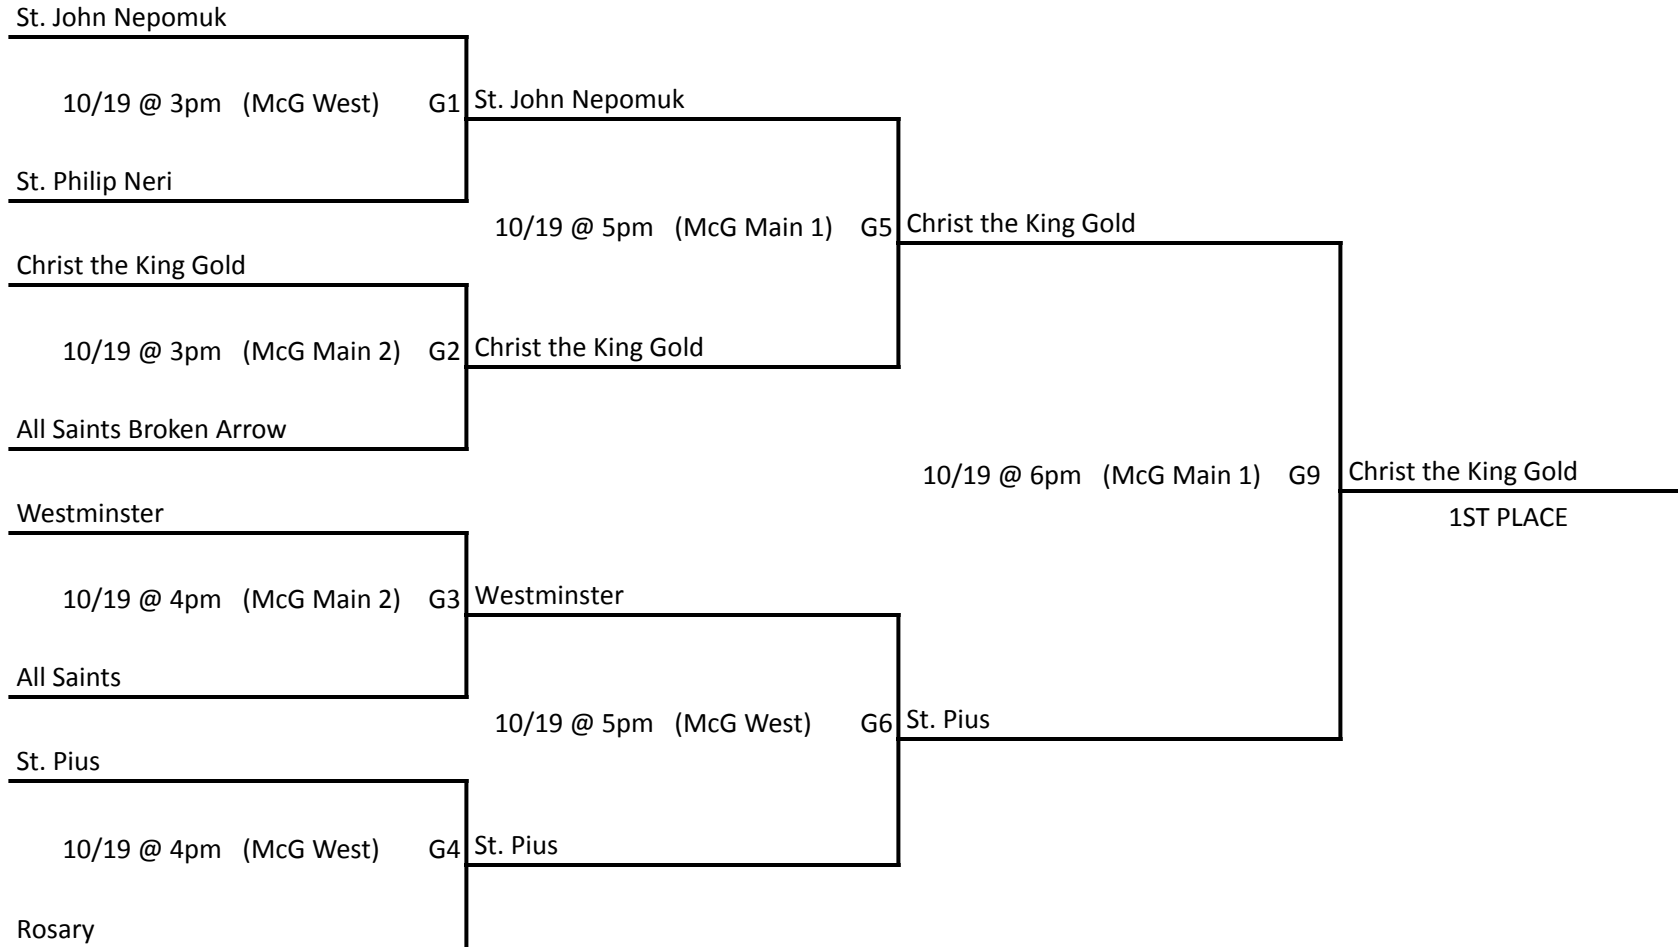 St. John Nepomuk
10/19 @ 3pm (McG West) G1
St. John Nepomuk
St. Philip Neri
10/19 @ 5pm (McG Main 1) G5
Christ the King Gold
Christ the King Gold
10/19 @ 3pm (McG Main 2) G2
Christ the King Gold
All Saints Broken Arrow
10/19 @ 6pm (McG Main 1) G9
Christ the King Gold
1ST PLACE
Westminster
10/19 @ 4pm (McG Main 2) G3
Westminster
All Saints
10/19 @ 5pm (McG West) G6
St. Pius
St. Pius
10/19 @ 4pm (McG West) G4
St. Pius
Rosary